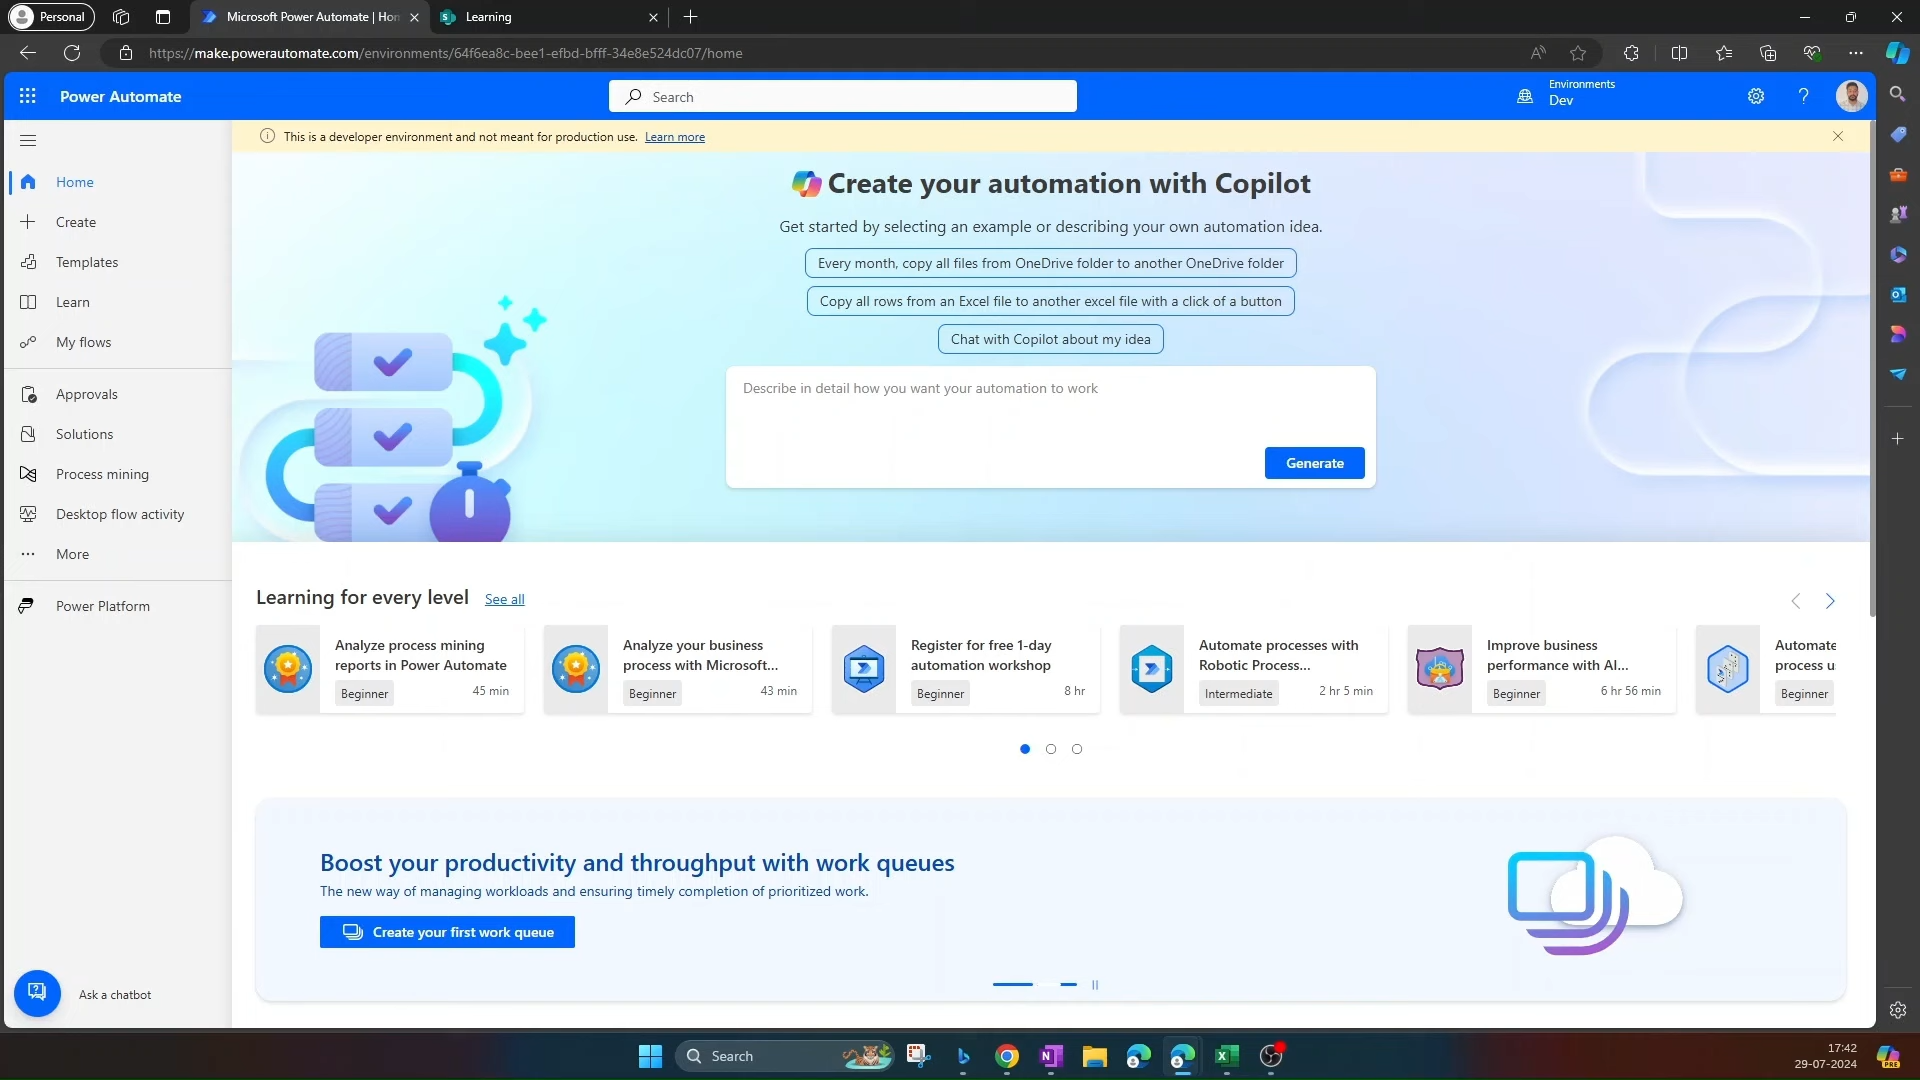 Personal
Microsoft Power Automate | Hon
Learning
https://make.powerautomate.com/environments/64f6ea8c-bee1-efbd-bfff-34e8e524dc07/home
Power Automate
Search
Environments
Dev
This is a developer environment and not meant for production use. Learn more
Home
Create
Templates
Learn
My flows
Approvals
Solutions
Process mining
Desktop flow activity
More
Power Platform
Ask a chatbot
Create your automation with Copilot
Get started by selecting an example or describing your own automation idea.
Every month, copy all files from OneDrive folder to another OneDrive folder
Copy all rows from an Excel file to another excel file with a click of a button
Chat with Copilot about my idea
Describe in detail how you want your automation to work
Generate
Learning for every level See all
Analyze process mining
reports in Power Automate
Beginner 45 min
Analyze your business
process with Microsoft...
Beginner 43 min
Register for free 1-day
automation workshop
Beginner 8 hr
Automate processes with
Robotic Process...
Intermediate 2 hr 5 min
Improve business
performance with AI...
Beginner 6 hr 56 min
Automate
process u
Beginner
Boost your productivity and throughput with work queues
The new way of managing workloads and ensuring timely completion of prioritized work.
Create your first work queue
Search
17:42
29-07-2024
PRE